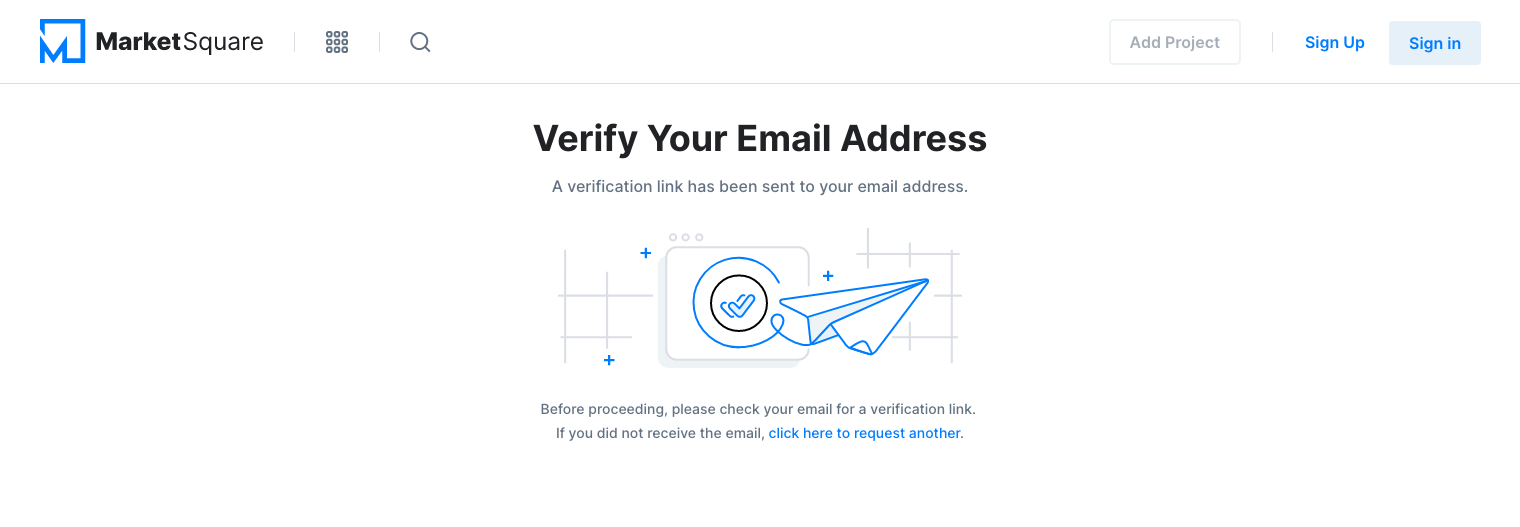 MarketSquare
Add Project
Sign Up
Sign in
Verify Your Email Address
A verification link has been sent to your email address.
Before proceeding, please check your email for a verification link.
If you did not receive the email, click here to request another.